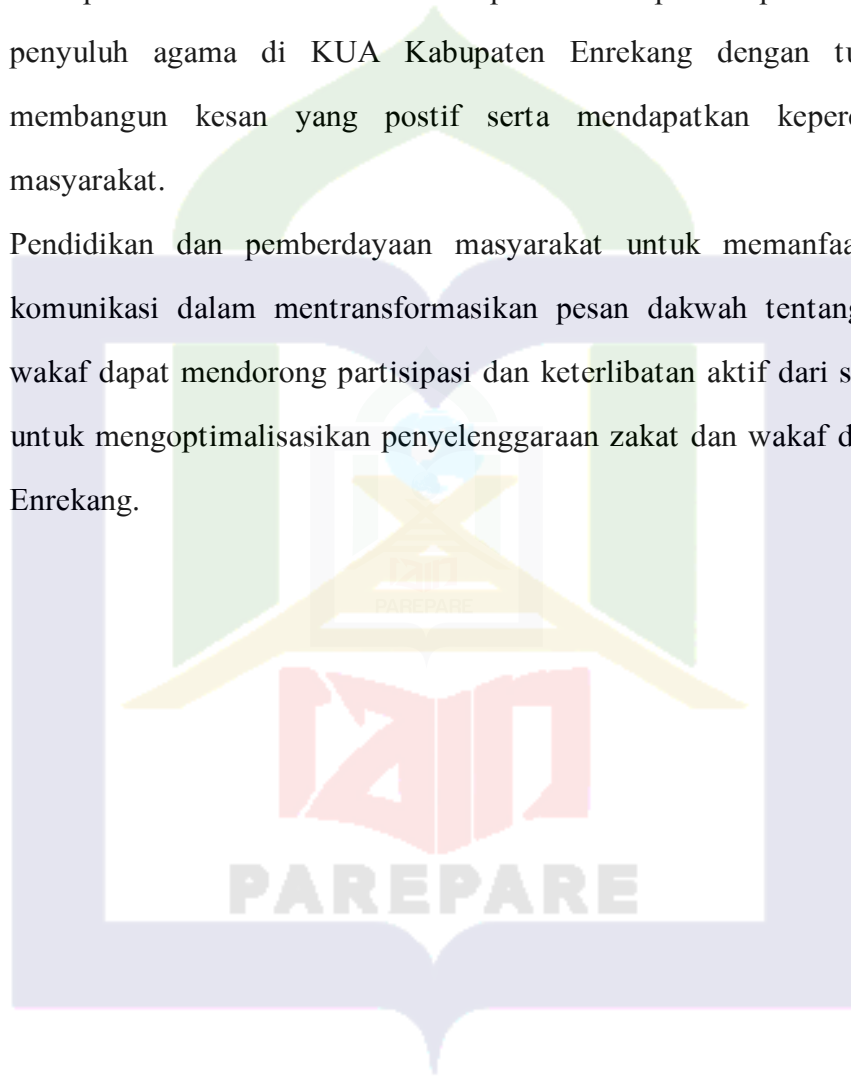 penyuluh agama di KUA Kabupaten Enrekang dengan tu
membangun kesan yang postif serta mendapatkan keper
masyarakat.
Pendidikan dan pemberdayaan masyarakat untuk memanfaa
komunikasi dalam mentransformasikan pesan dakwah tentang
wakaf dapat mendorong partisipasi dan keterlibatan aktif dari s
untuk mengoptimalisasikan penyelenggaraan zakat dan wakaf d
Enrekang.
PAREPARE
PAREPARE